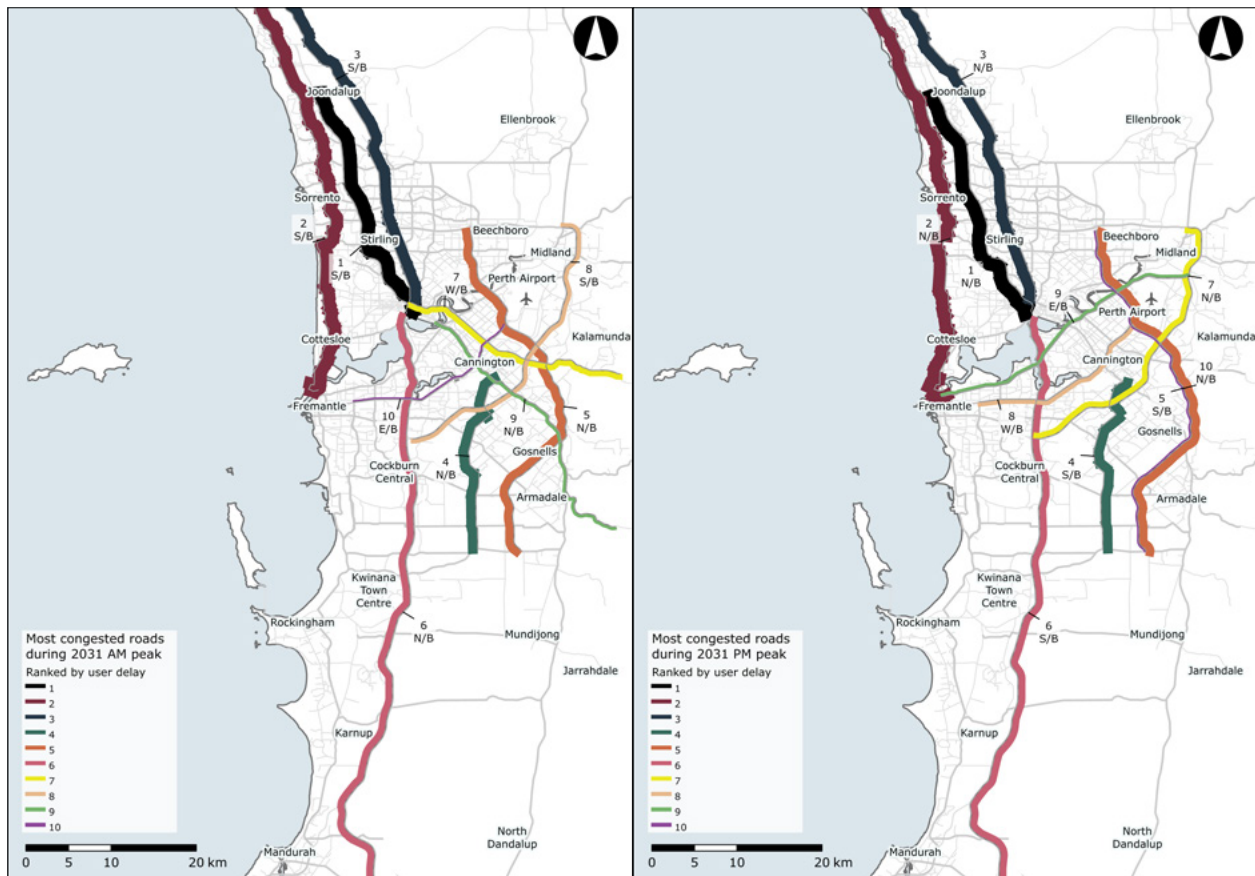 3
S/B
Joondalup
Ellenbrook
Sorrento
2
S/B
Stirling
1
S/B
Beechboro
Midland
7
W/B
Perth Airport
8
S/B
Kalamunda
Cottesloe
Cannington
Fremantle
10
E/B
9
N/B
5
N/B
Gosnells
4
N/B
Cockburn
Central
Armadale
Kwinana
Town
Centre
Rockingham
6
N/B
Mundijong
Jarrahdale
Karnup
North
Dandalup
Mandurah
Most congested roads
during 2031 AM peak
Ranked by user delay
1
2
3
4
5
6
7
8
9
10
0 5 10 20 km
3
N/B
Joondalup
Ellenbrook
Sorrento
2
N/B
Stirling
1
N/B
Beechboro
Midland
9
E/B
7
N/B
Perth Airport
Kalamunda
Cottesloe
Cannington
10
N/B
Fremantle
8
W/B
5
S/B
Gosnells
4
S/B
Cockburn
Central
Armadale
Kwinana
Town
Centre
Rockingham
6
S/B
Mundijong
Jarrahdale
Karnup
North
Dandalup
Mandurah
Most congested roads
during 2031 PM peak
Ranked by user delay
1
2
3
4
5
6
7
8
9
10
0 5 10 20 km